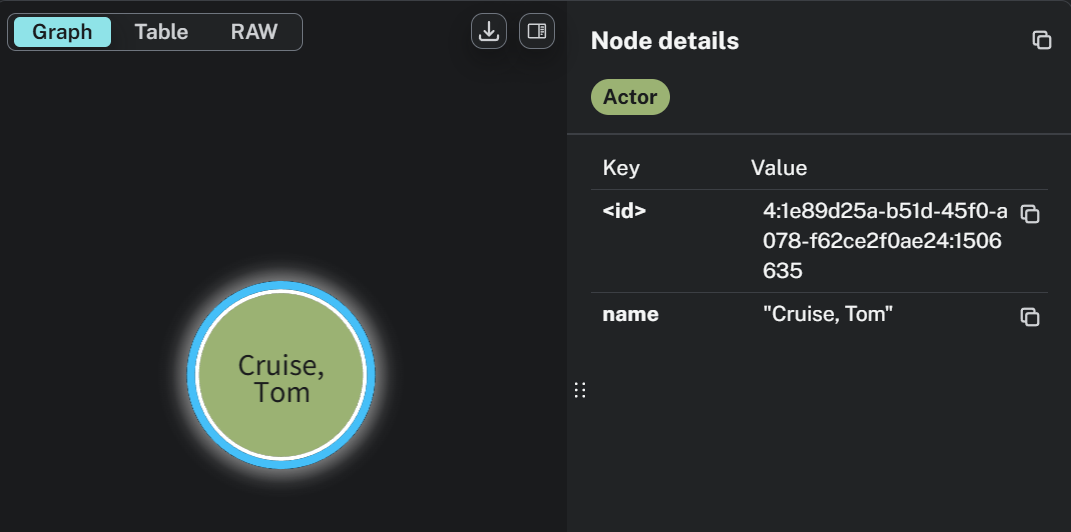 Graph Table RAW
Cruise,
Tom
Node details
Actor
Key Value
<id> 4:1e89d25a-b51d-45f0-a
078-f62ce2f0ae24:1506
635
name "Cruise, Tom"